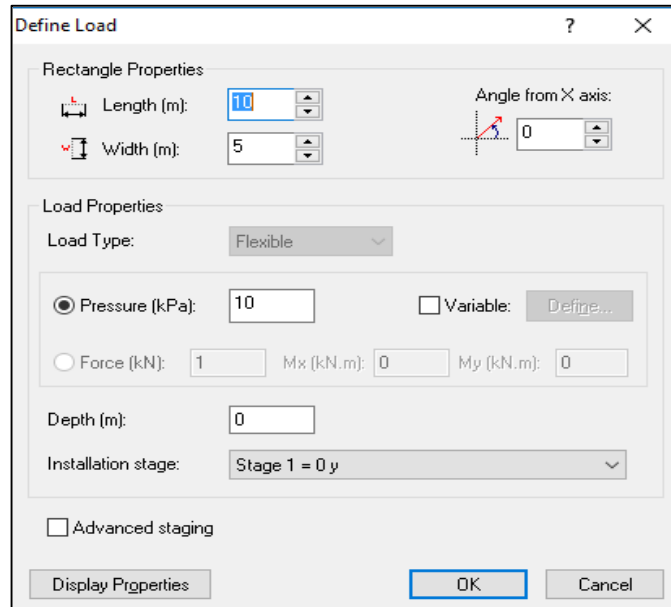 Define Load ? ✕
Rectangle Properties
Length (m): 10
Angle from X axis:
Width (m): 5
0
Load Properties
Load Type: Flexible
Pressure (kPa): 10 Variable: Define...
Force (kN): 1 Mx (kN.m): 0 My (kN.m): 0
Depth (m): 0
Installation stage: Stage 1 = 0 y
Advanced staging
Display Properties OK Cancel